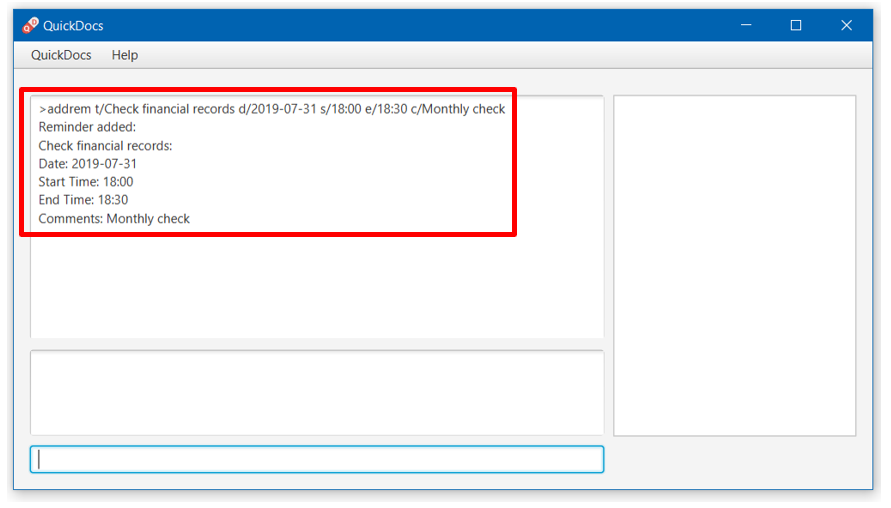 QuickDocs
QuickDocs Help
>addrem t/Check financial records d/2019-07-31 s/18:00 e/18:30 c/Monthly check
Reminder added:
Check financial records:
Date: 2019-07-31
Start Time: 18:00
End Time: 18:30
Comments: Monthly check